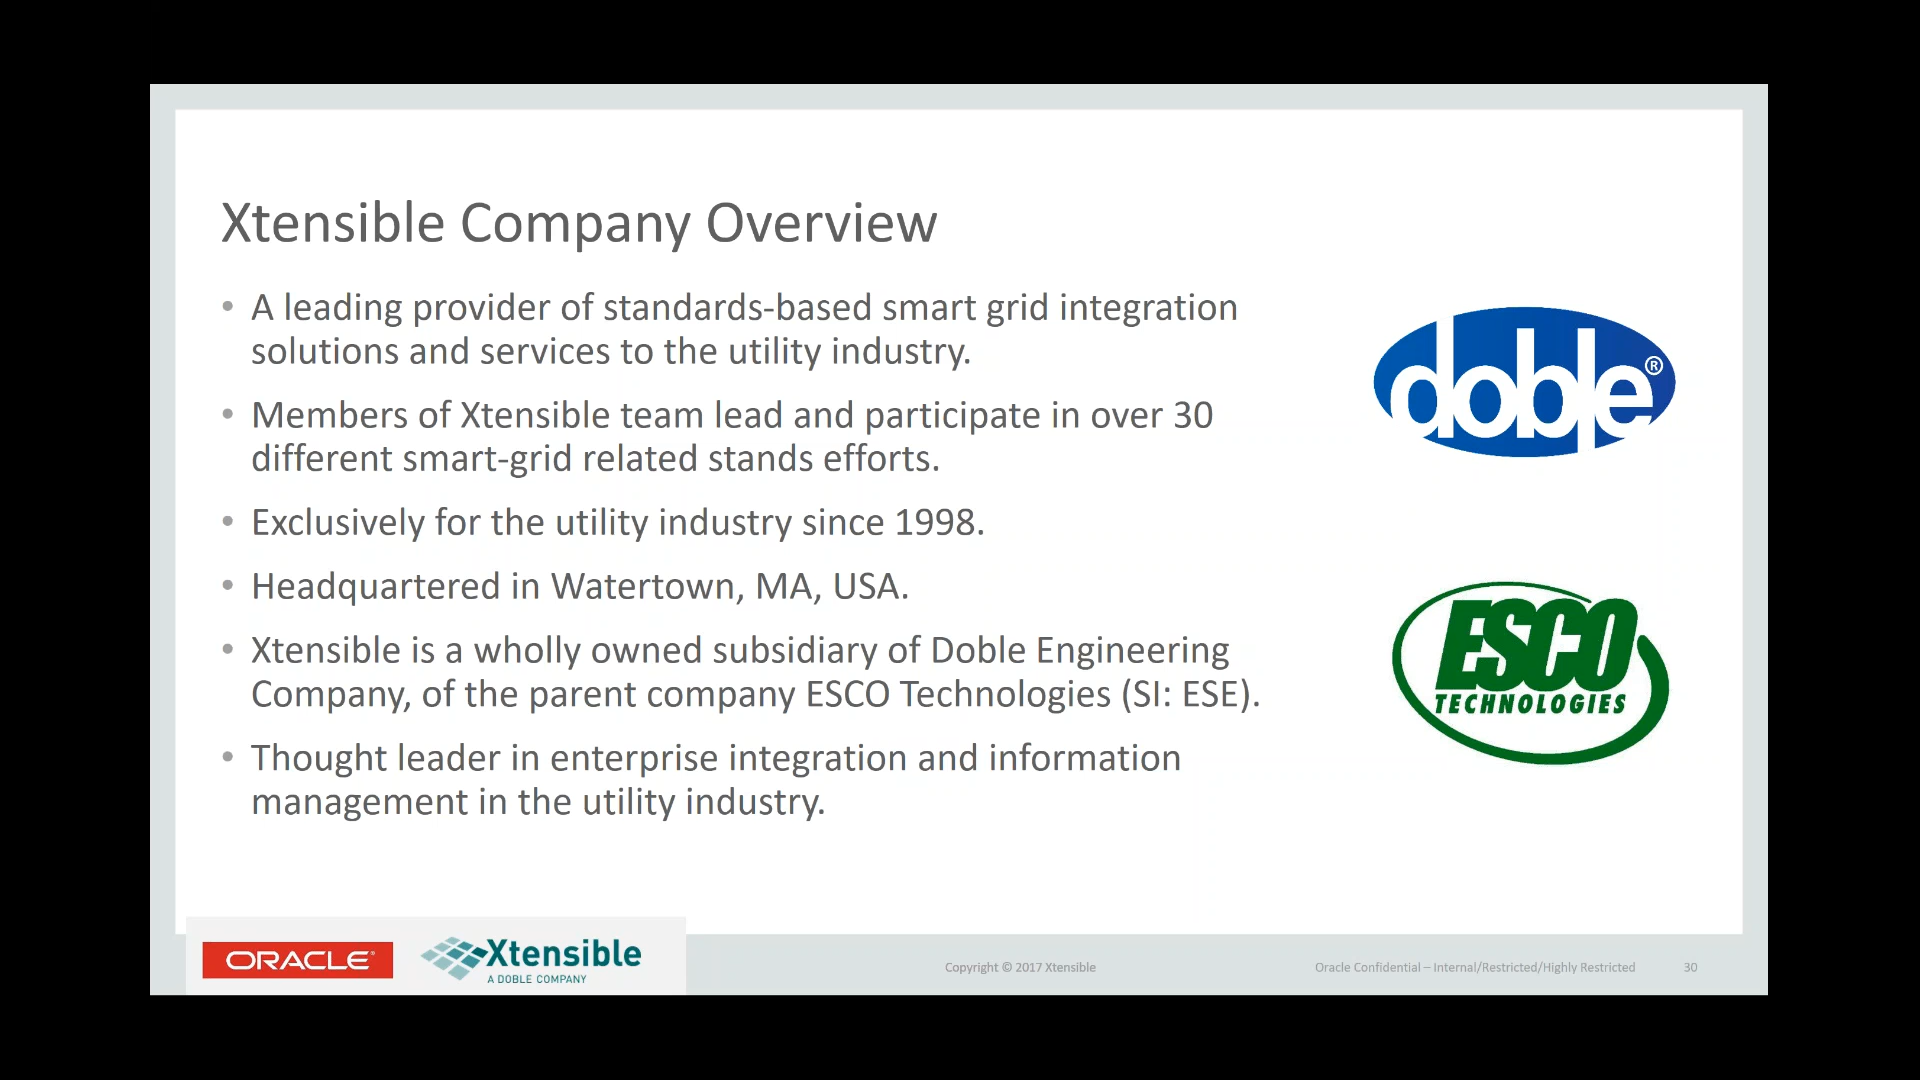 Xtensible Company Overview
• A leading provider of standards-based smart grid integration
solutions and services to the utility industry.
• Members of Xtensible team lead and participate in over 30
different smart-grid related stands efforts.
• Exclusively for the utility industry since 1998.
• Headquartered in Watertown, MA, USA.
• Xtensible is a wholly owned subsidiary of Doble Engineering
Company, of the parent company ESCO Technologies (SI: ESE).
• Thought leader in enterprise integration and information
management in the utility industry.
doble®
ESCO
TECHNOLOGIES
ORACLE®
Xtensible
A DOBLE COMPANY
Copyright © 2017 Xtensible
Oracle Confidential – Internal/Restricted/Highly Restricted
30